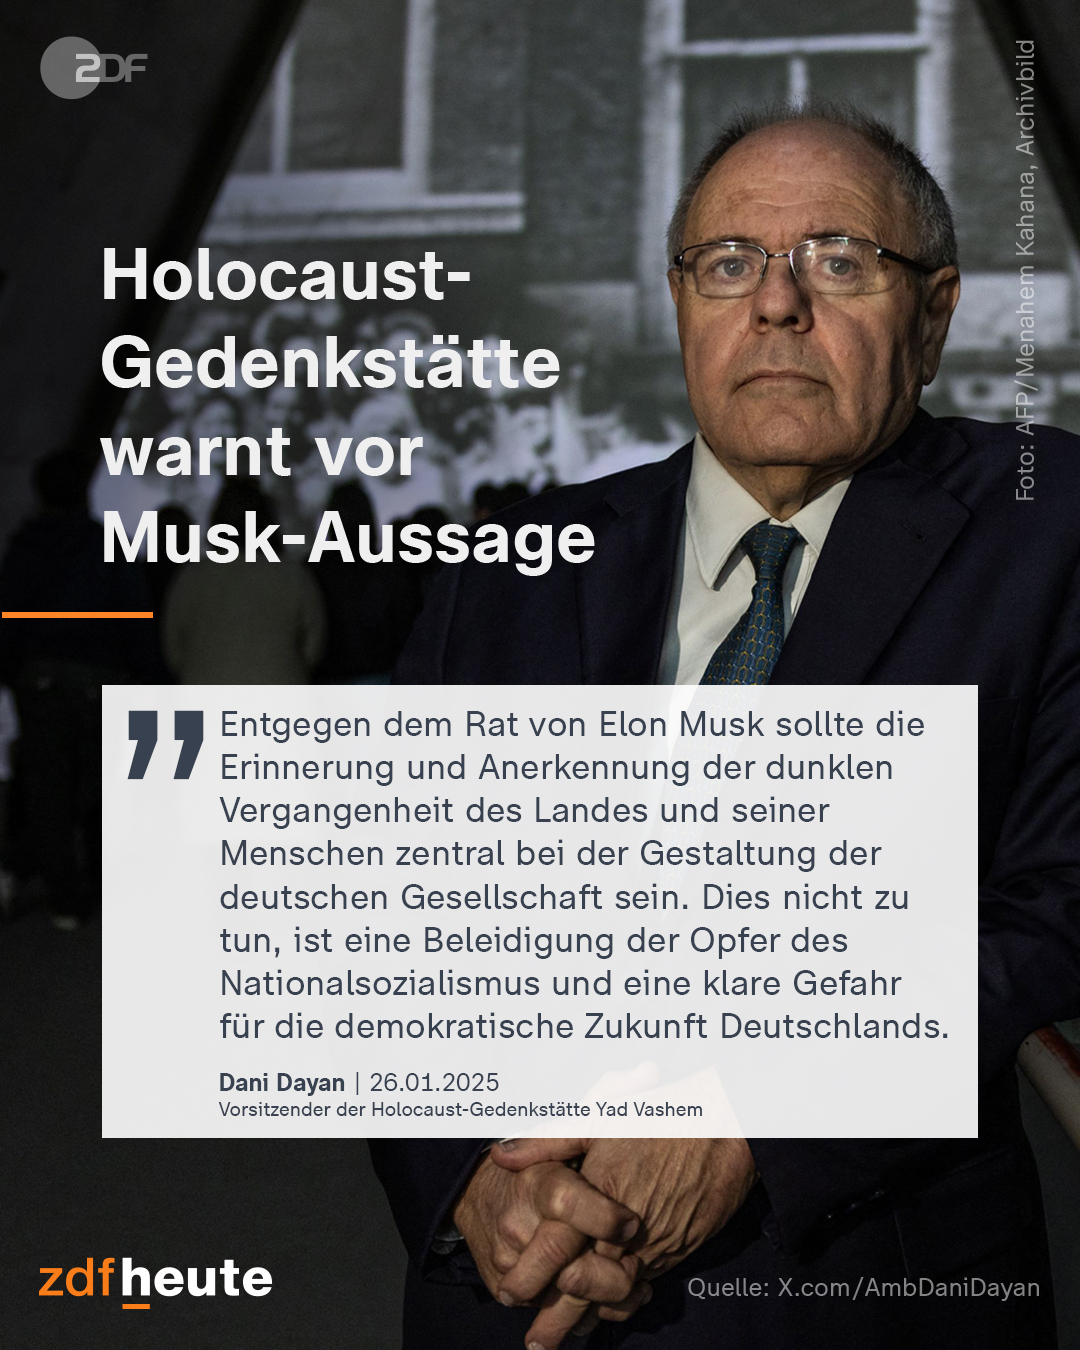 ZDF
Foto: AFP/Menahem Kahana, Archivbild
Holocaust-
Gedenkstätte
warnt vor
Musk-Aussage
” Entgegen dem Rat von Elon Musk sollte die
Erinnerung und Anerkennung der dunklen
Vergangenheit des Landes und seiner
Menschen zentral bei der Gestaltung der
deutschen Gesellschaft sein. Dies nicht zu
tun, ist eine Beleidigung der Opfer des
Nationalsozialismus und eine klare Gefahr
für die demokratische Zukunft Deutschlands.
Dani Dayan | 26.01.2025
Vorsitzender der Holocaust-Gedenkstätte Yad Vashem
zdfheute
Quelle: X.com/AmbDaniDayan